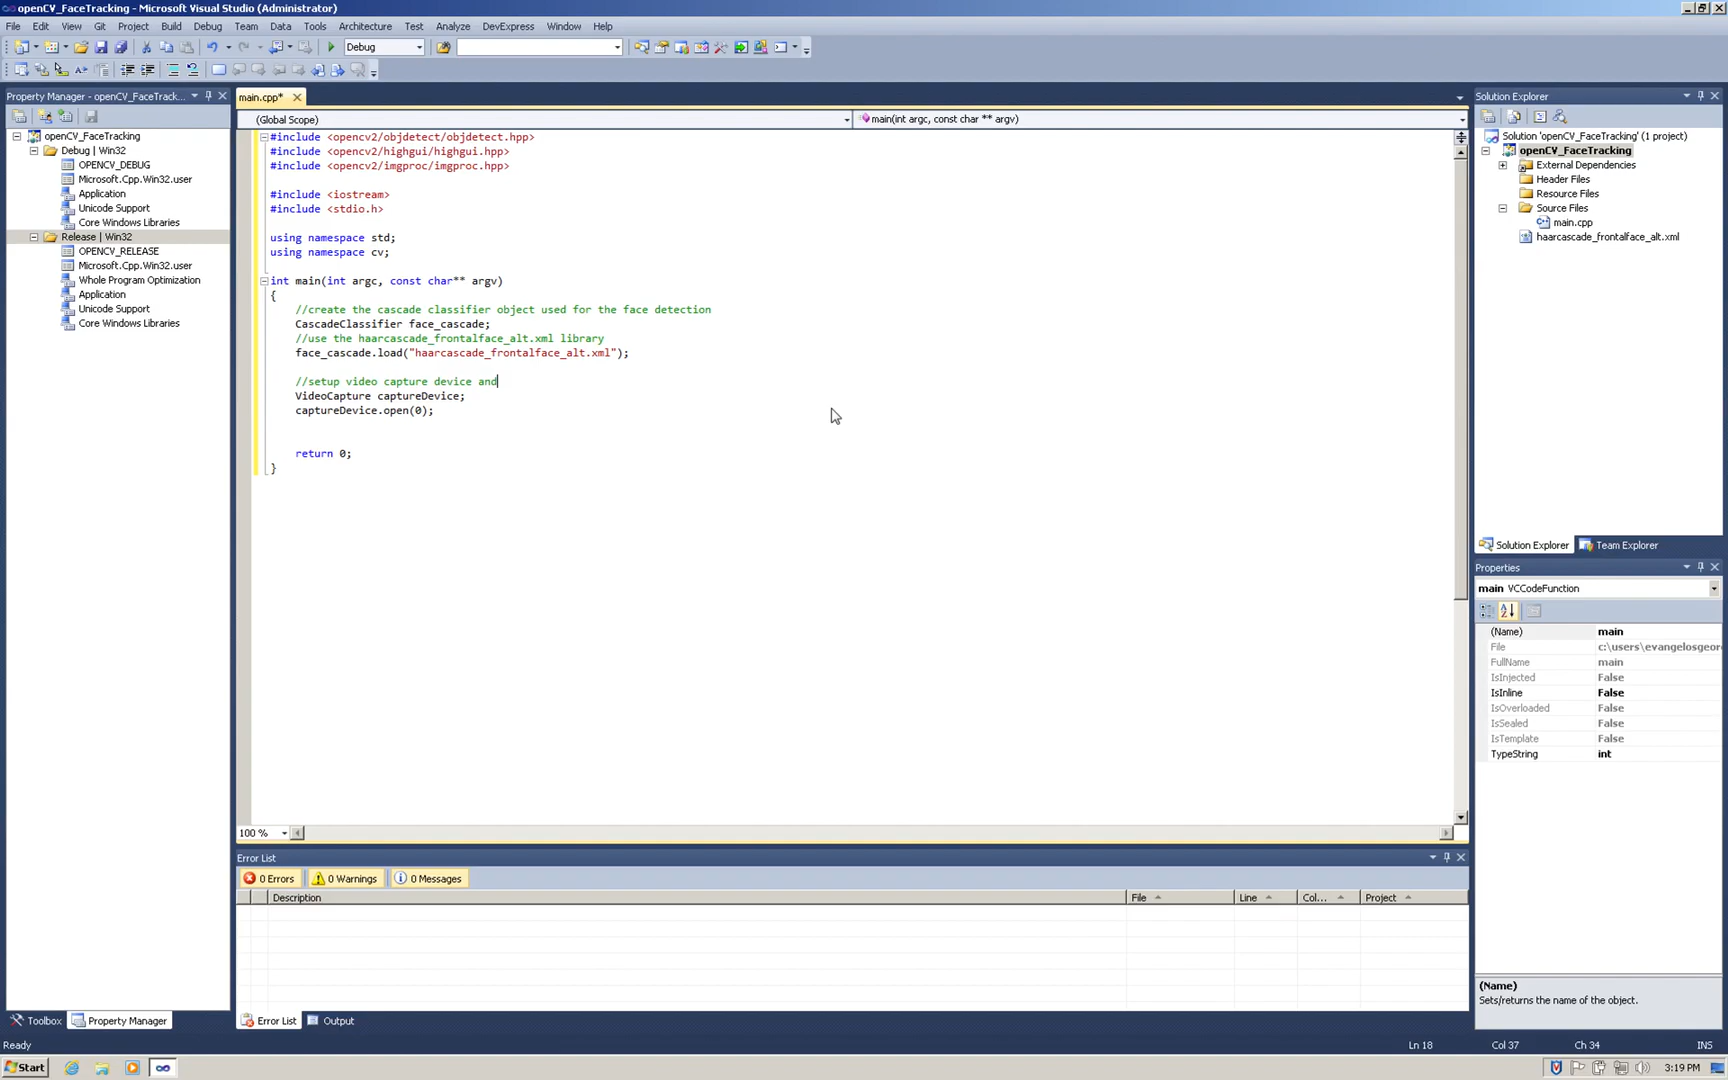 openCV_FaceTracking - Microsoft Visual Studio (Administrator)
File Edit View Git Project Build Debug Team Data Tools Architecture Test Analyze DevExpress Window Help
Debug
Property Manager - openCV_FaceTrack...
openCV_FaceTracking
Debug | Win32
OPENCV_DEBUG
Microsoft.Cpp.Win32.user
Application
Unicode Support
Core Windows Libraries
Release | Win32
OPENCV_RELEASE
Microsoft.Cpp.Win32.user
Whole Program Optimization
Application
Unicode Support
Core Windows Libraries
Toolbox Property Manager
main.cpp*
(Global Scope) main(int argc, const char ** argv)
#include <opencv2/objdetect/objdetect.hpp>
#include <opencv2/highgui/highgui.hpp>
#include <opencv2/imgproc/imgproc.hpp>
#include <iostream>
#include <stdio.h>
using namespace std;
using namespace cv;
int main(int argc, const char** argv)
{
//create the cascade classifier object used for the face detection
CascadeClassifier face_cascade;
//use the haarcascade_frontalface_alt.xml library
face_cascade.load("haarcascade_frontalface_alt.xml");
//setup video capture device and
VideoCapture captureDevice;
captureDevice.open(0);
return 0;
}
100 %
Error List
0 Errors 0 Warnings 0 Messages
Description File Line Col... Project
Error List Output
Solution Explorer
Solution 'openCV_FaceTracking' (1 project)
openCV_FaceTracking
External Dependencies
Header Files
Resource Files
Source Files
main.cpp
haarcascade_frontalface_alt.xml
Solution Explorer Team Explorer
Properties
main VCCodeFunction
(Name) main
File c:\users\evangelosgeor
FullName main
IsInjected False
IsInline False
IsOverloaded False
IsSealed False
IsTemplate False
TypeString int
(Name)
Sets/returns the name of the object.
Ready Ln 18 Col 37 Ch 34 INS
Start 3:19 PM